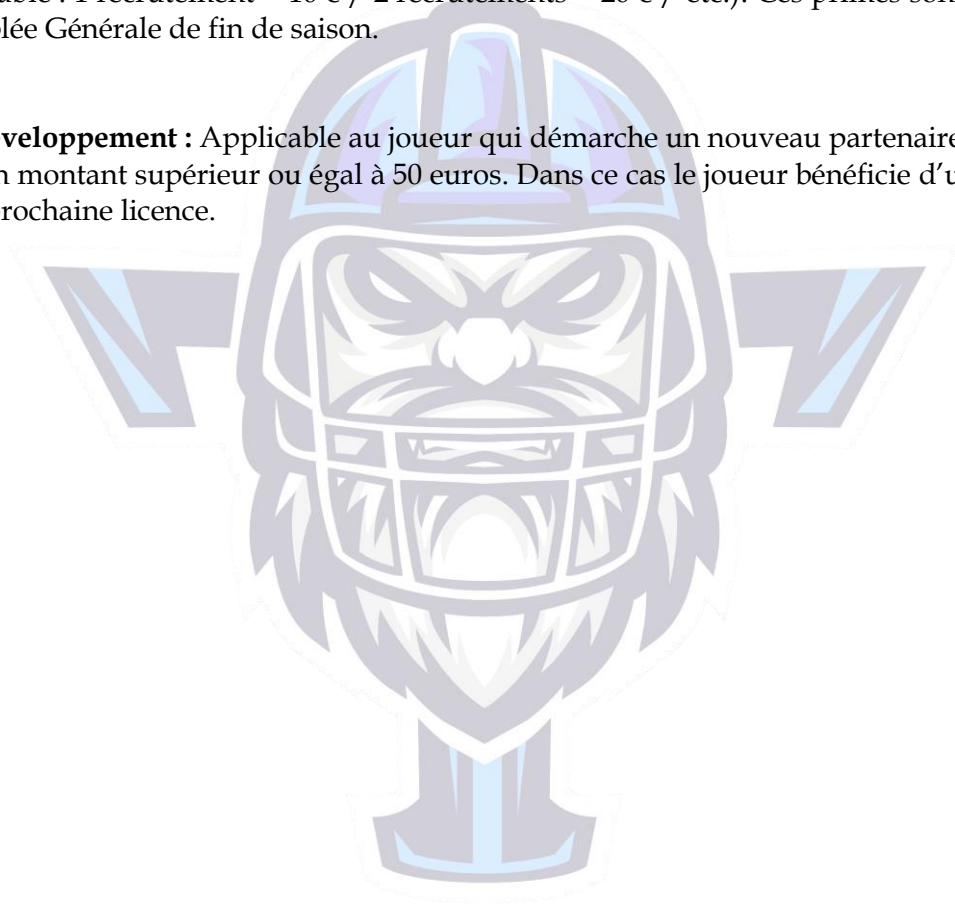 able : 1 recrutement = 10 € / 2 recrutements = 20 € / etc.). Ces primes son
lée Générale de fin de saison.
veloppement : Applicable au joueur qui démarche un nouveau partenaire
n montant supérieur ou égal à 50 euros. Dans ce cas le joueur bénéficie d’u
rochaine licence.